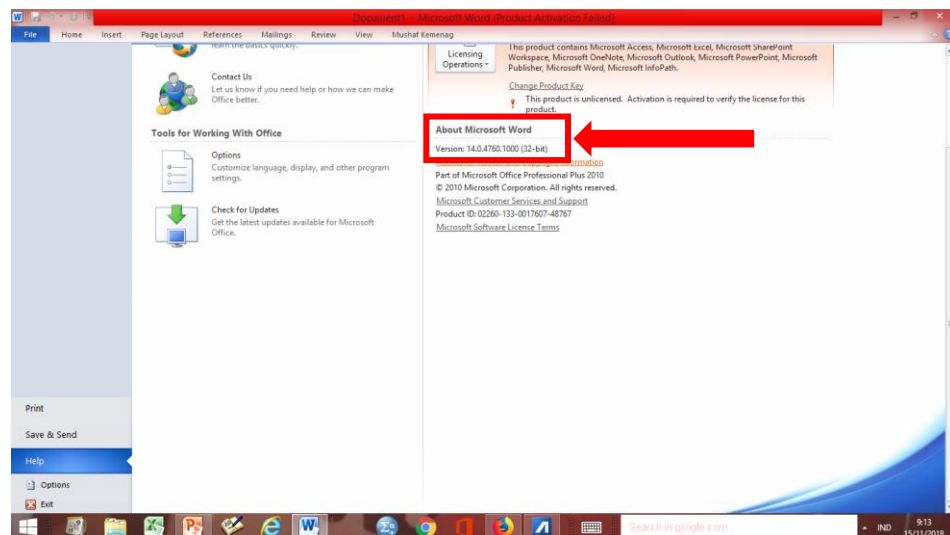 Document1 - Microsoft Word (Product Activation Failed)
File Home Insert Page Layout References Mailings Review View Mushaf Kemenag
learn the basics quickly.
Contact Us
Let us know if you need help or how we can make
Office better.
Tools for Working With Office
Options
Customize language, display, and other program
settings.
Check for Updates
Get the latest updates available for Microsoft
Office.
Licensing
Operations
This product contains Microsoft Access, Microsoft Excel, Microsoft SharePoint
Workspace, Microsoft OneNote, Microsoft Outlook, Microsoft PowerPoint, Microsoft
Publisher, Microsoft Word, Microsoft InfoPath.
Change Product Key
This product is unlicensed. Activation is required to verify the license for this
product.
About Microsoft Word
Version: 14.0.4760.1000 (32-bit)
Additional Version and Copyright Information
Part of Microsoft Office Professional Plus 2010
© 2010 Microsoft Corporation. All rights reserved.
Microsoft Customer Services and Support
Product ID: 02260-133-0017607-48767
Microsoft Software License Terms
Print
Save & Send
Help
Options
Exit
Search in google.com
IND
9:13
15/11/2018